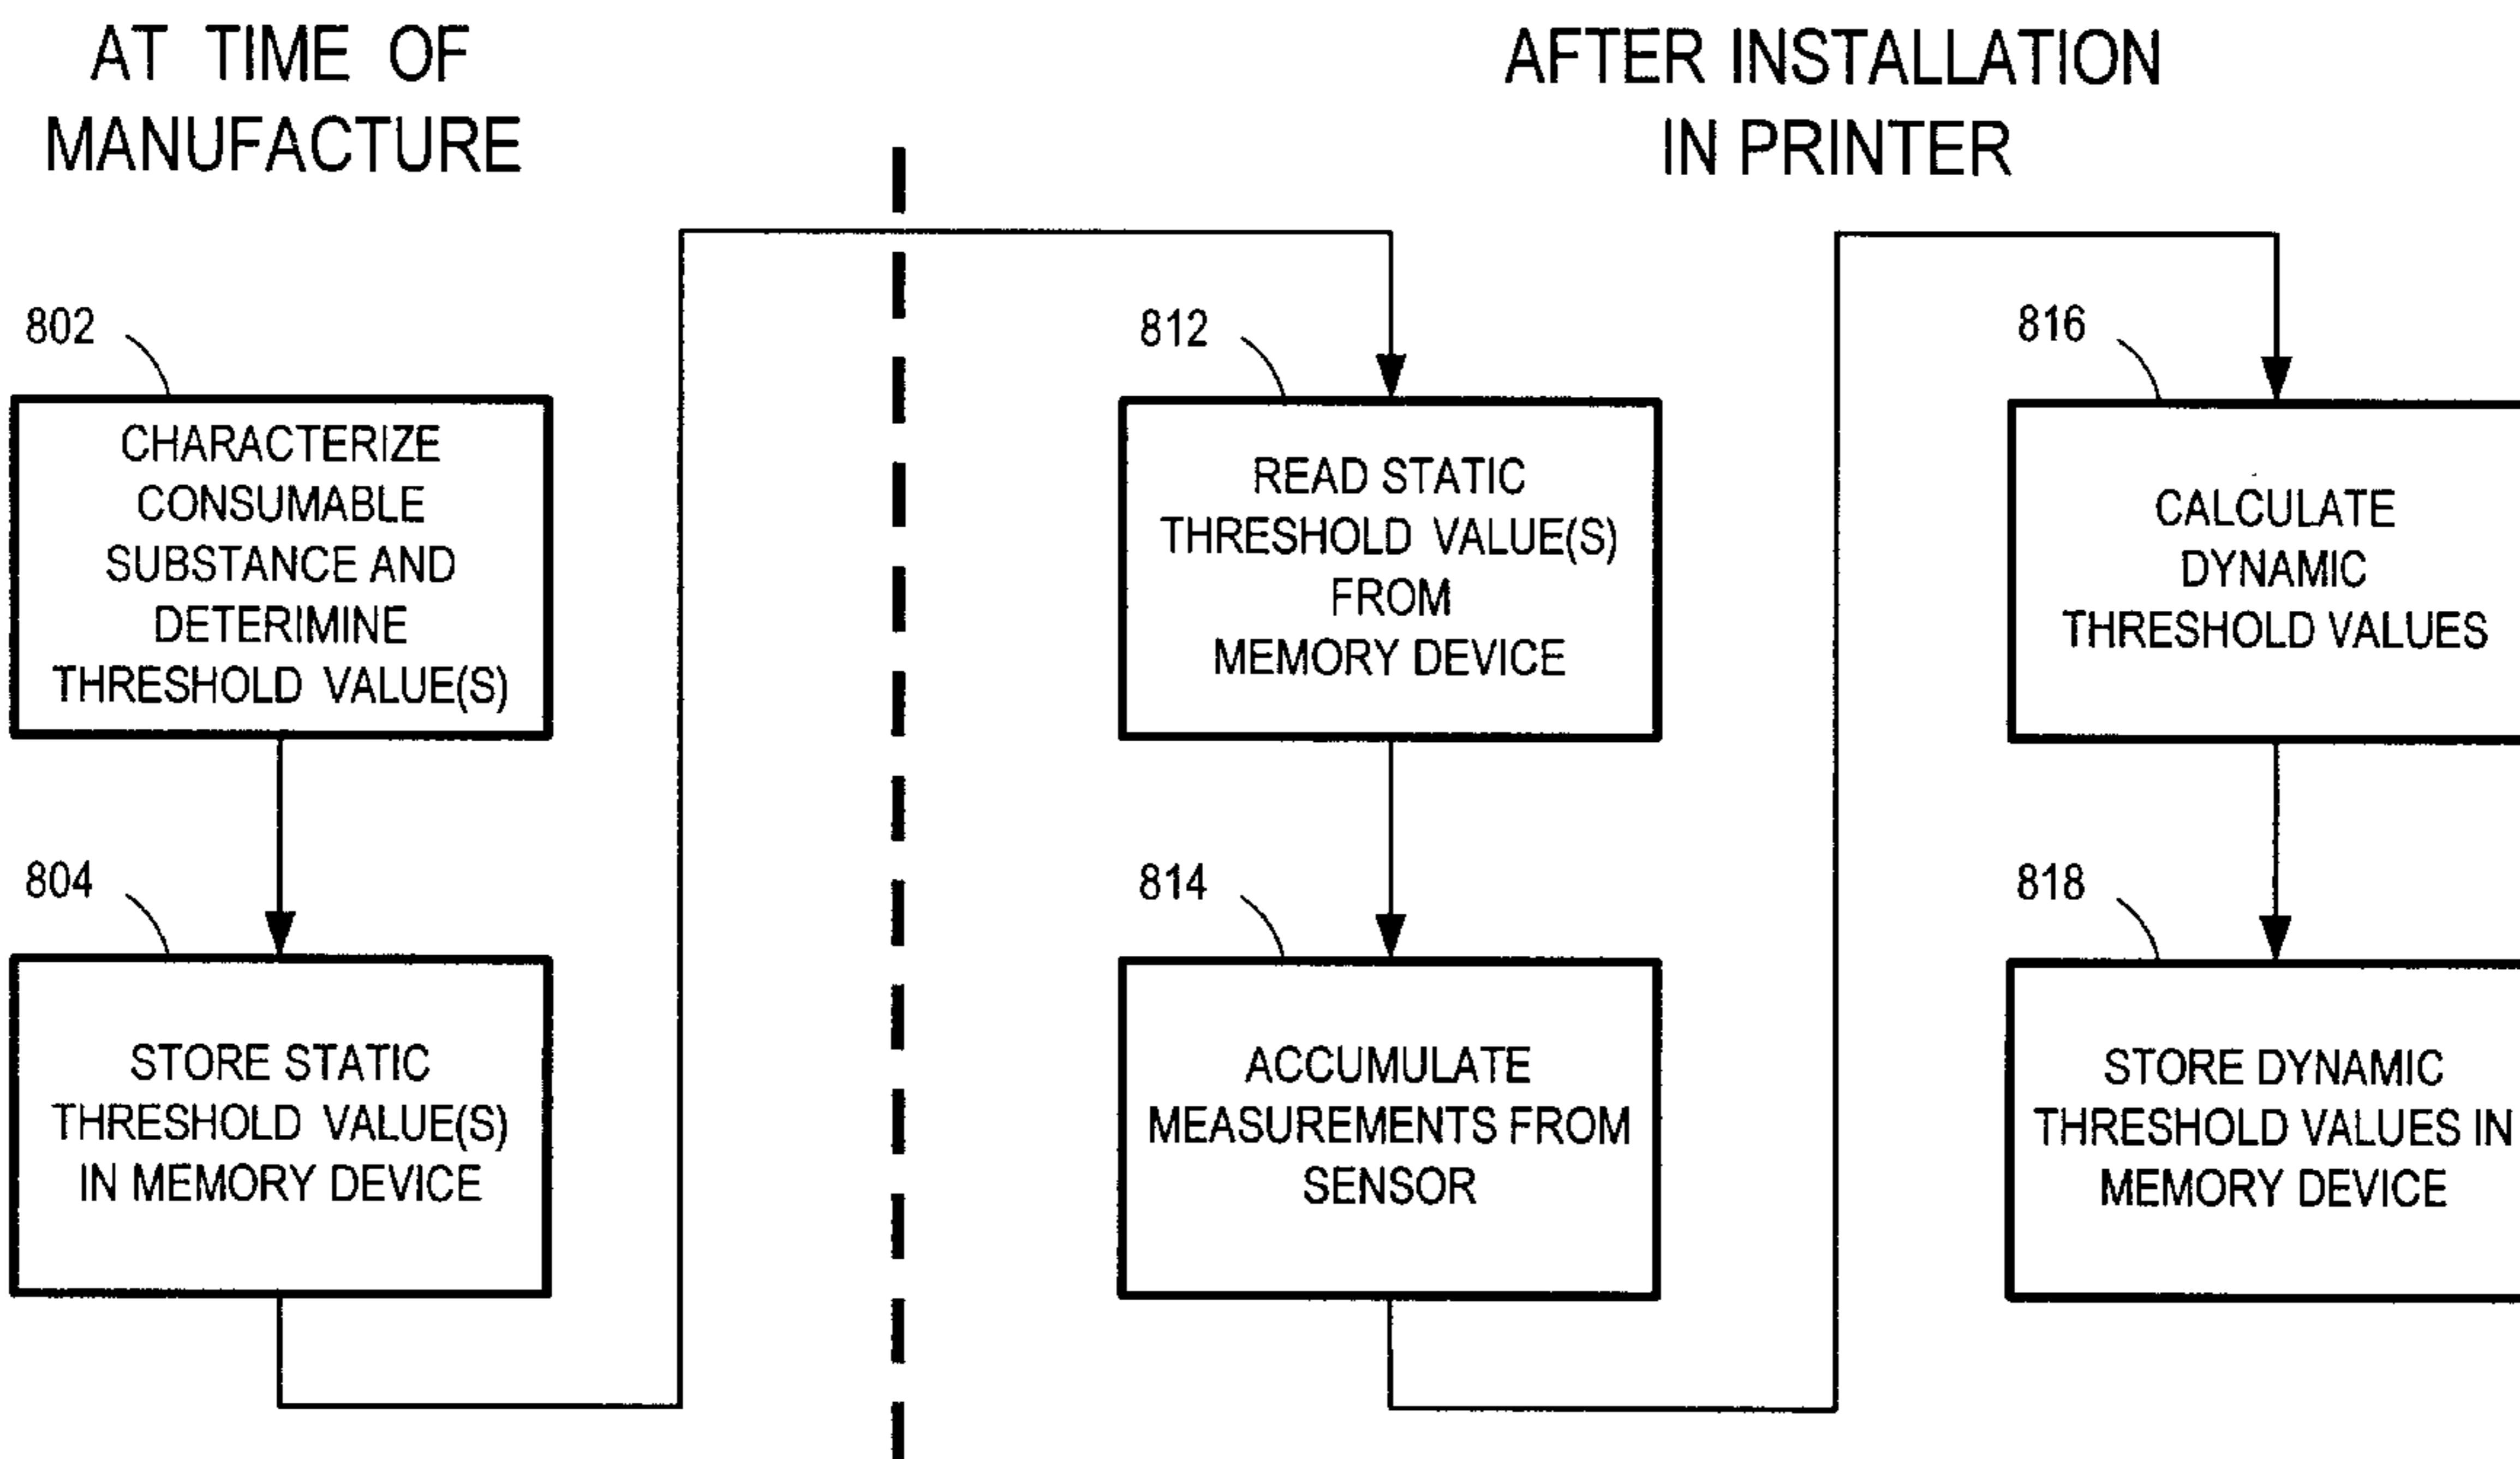 AT TIME OF
MANUFACTURE
AFTER INSTALLATION
IN PRINTER
802
CHARACTERIZE
CONSUMABLE
SUBSTANCE AND
DETERIMINE
THRESHOLD VALUE(S)
804
STORE STATIC
THRESHOLD VALUE(S)
IN MEMORY DEVICE
812
READ STATIC
THRESHOLD VALUE(S)
FROM
MEMORY DEVICE
814
ACCUMULATE
MEASUREMENTS FROM
SENSOR
816
CALCULATE
DYNAMIC
THRESHOLD VALUES
818
STORE DYNAMIC
THRESHOLD VALUES IN
MEMORY DEVICE